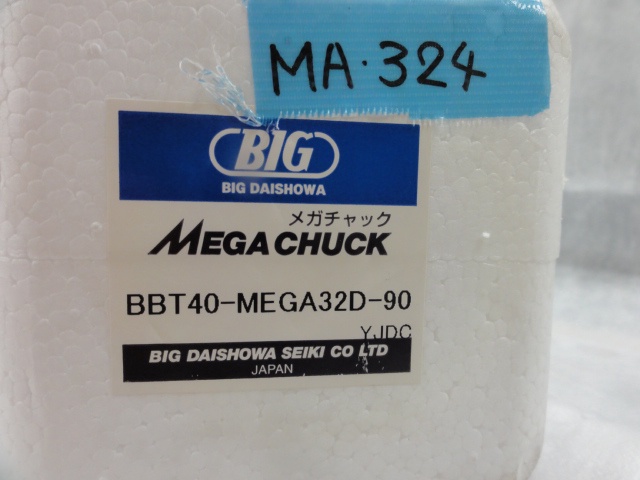 MA·324
BIG
BIG DAISHOWA
メガチャック
MEGA CHUCK
BBT40-MEGA32D-90
YJDC
BIG DAISHOWA SEIKI CO LTD
JAPAN